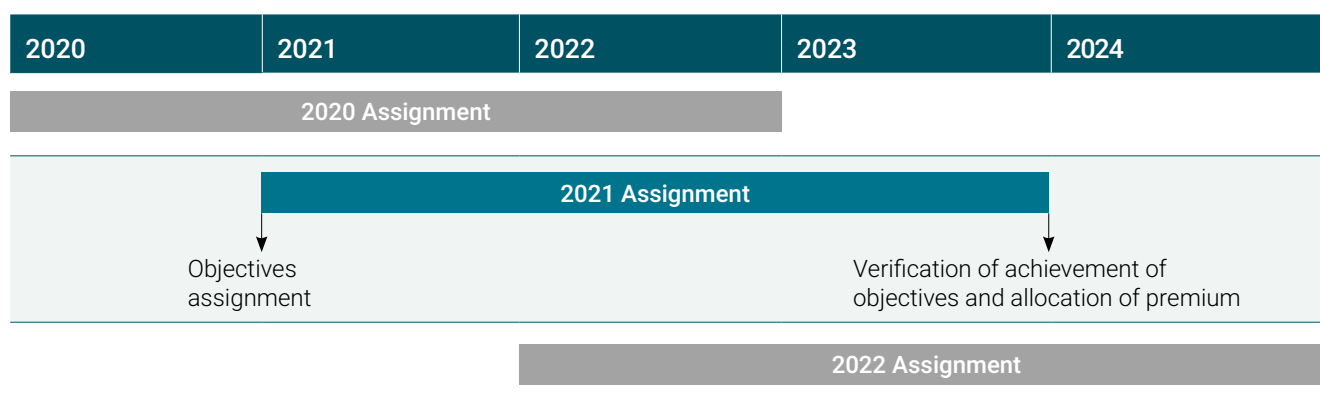 2020 2021 2022 2023 2024
2020 Assignment
2021 Assignment
Objectives
assignment
Verification of achievement of
objectives and allocation of premium
2022 Assignment